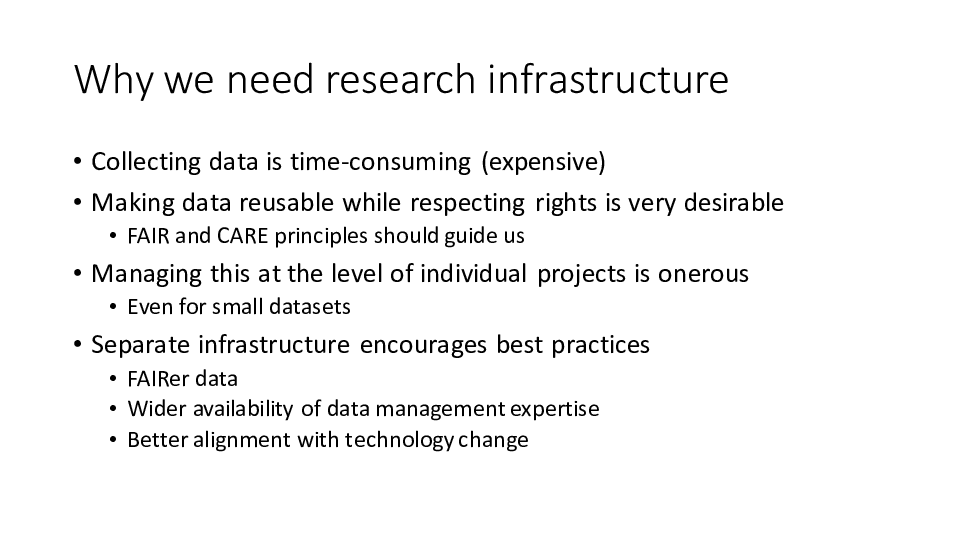 Why we need research infrastructure
• Collecting data is time-consuming (expensive)
• Making data reusable while respecting rights is very desirable
• FAIR and CARE principles should guide us
• Managing this at the level of individual projects is onerous
• Even for small datasets
• Separate infrastructure encourages best practices
• FAIRer data
• Wider availability of data management expertise
• Better alignment with technology change